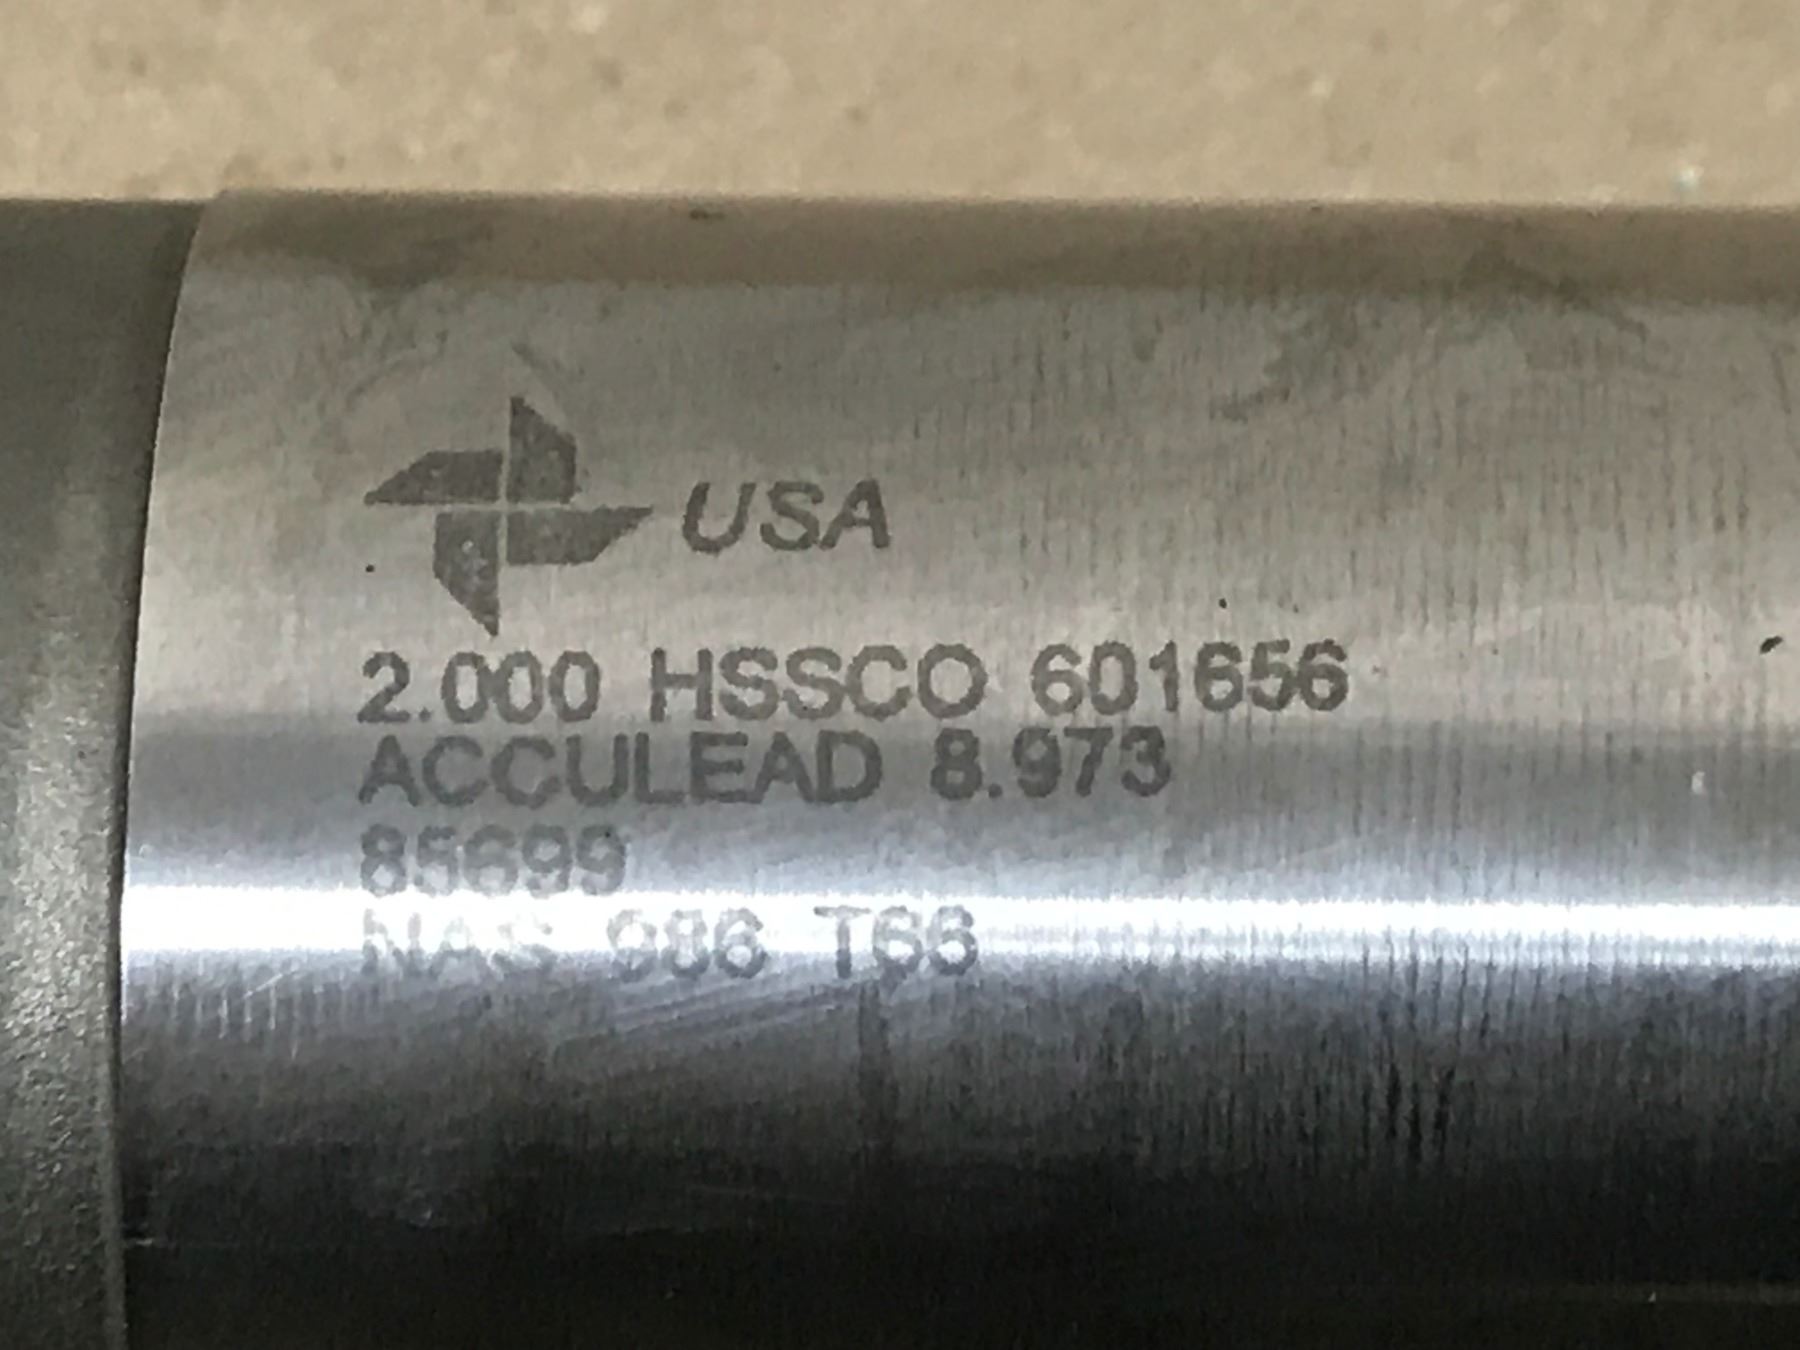 USA
2.000 HSSCO 601656
ACCULEAD 8.973
85699
NAS 986 T66